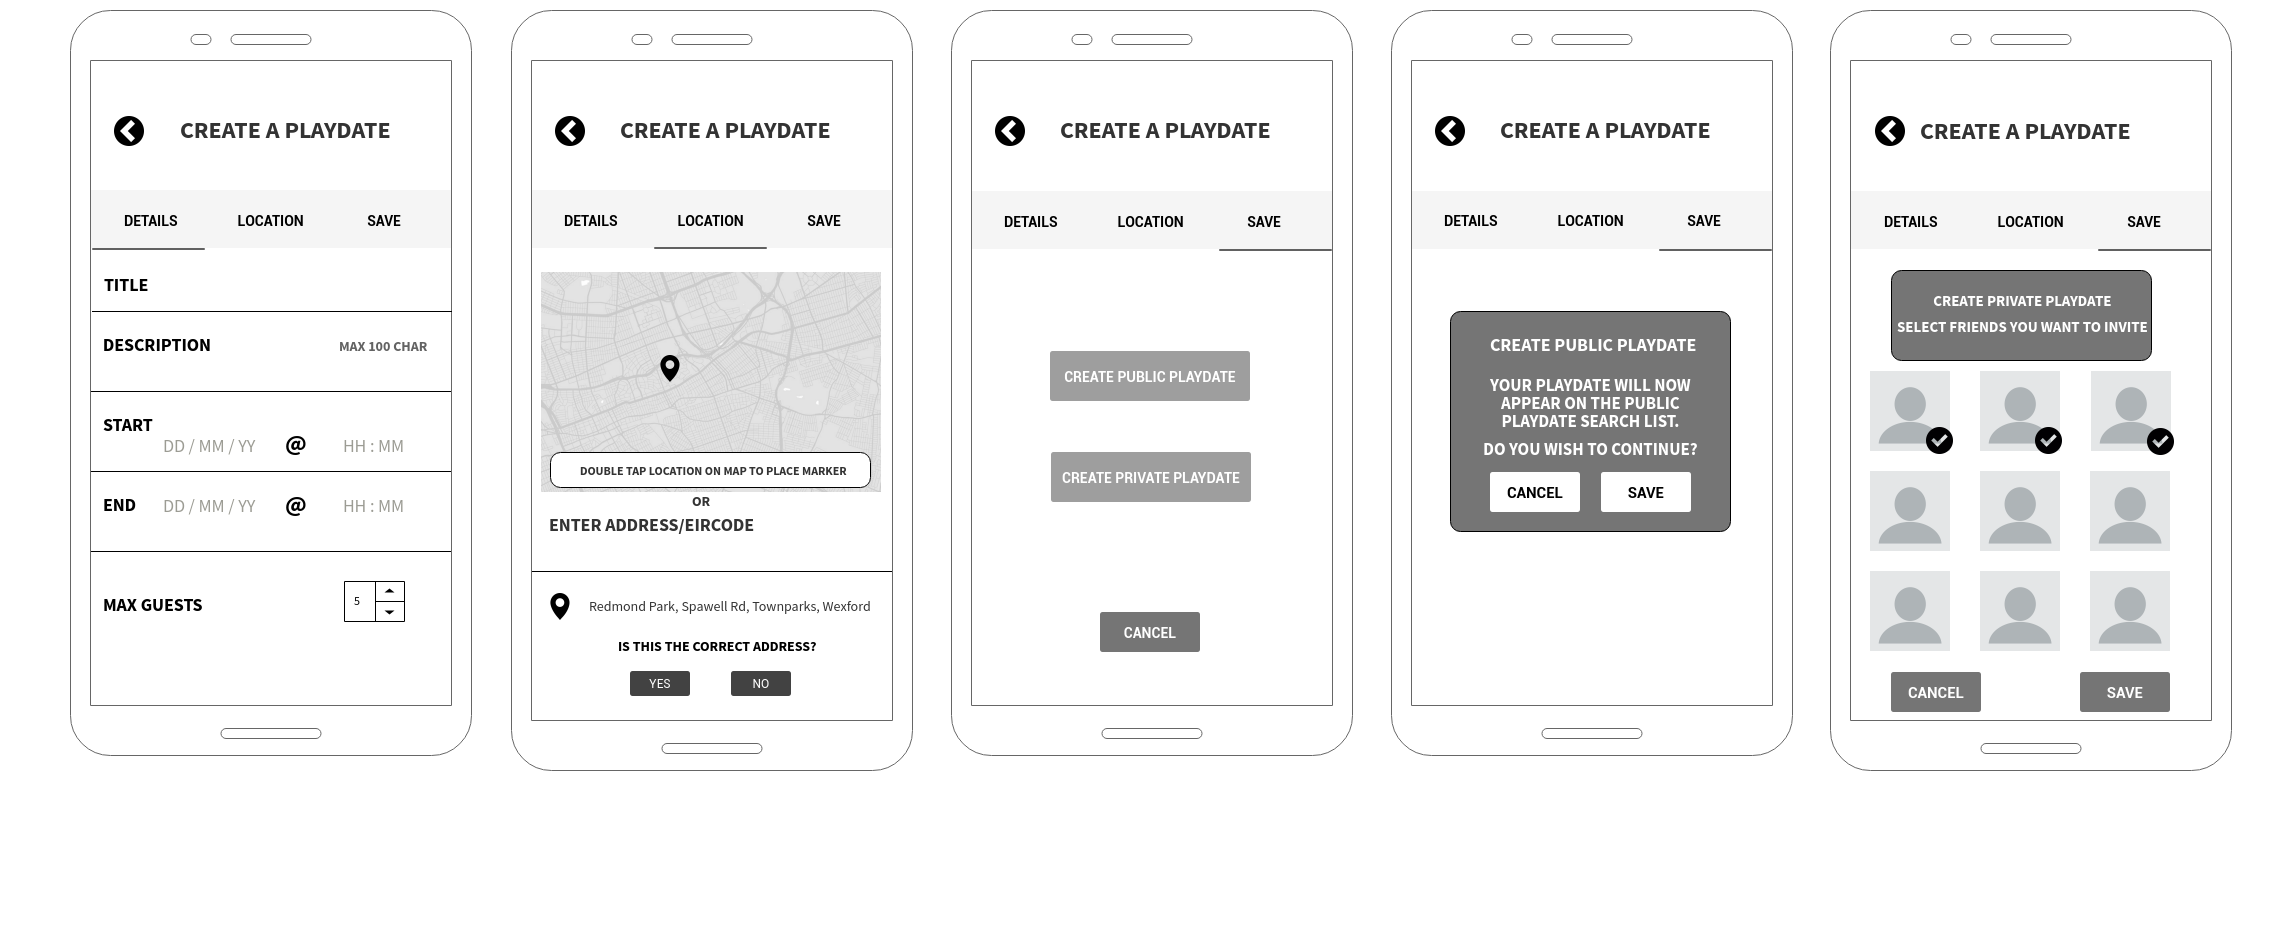 CREATE A PLAYDATE
DETAILS LOCATION SAVE
TITLE
DESCRIPTION MAX 100 CHAR
START
DD / MM / YY @ HH : MM
END DD / MM / YY @ HH : MM
MAX GUESTS 5
CREATE A PLAYDATE
DETAILS LOCATION SAVE
DOUBLE TAP LOCATION ON MAP TO PLACE MARKER
OR
ENTER ADDRESS/EIRCODE
Redmond Park, Spawell Rd, Townparks, Wexford
IS THIS THE CORRECT ADDRESS?
YES NO
CREATE A PLAYDATE
DETAILS LOCATION SAVE
CREATE PUBLIC PLAYDATE
CREATE PRIVATE PLAYDATE
CANCEL
CREATE A PLAYDATE
DETAILS LOCATION SAVE
CREATE PUBLIC PLAYDATE
YOUR PLAYDATE WILL NOW
APPEAR ON THE PUBLIC
PLAYDATE SEARCH LIST.
DO YOU WISH TO CONTINUE?
CANCEL SAVE
CREATE A PLAYDATE
DETAILS LOCATION SAVE
CREATE PRIVATE PLAYDATE
SELECT FRIENDS YOU WANT TO INVITE
CANCEL SAVE